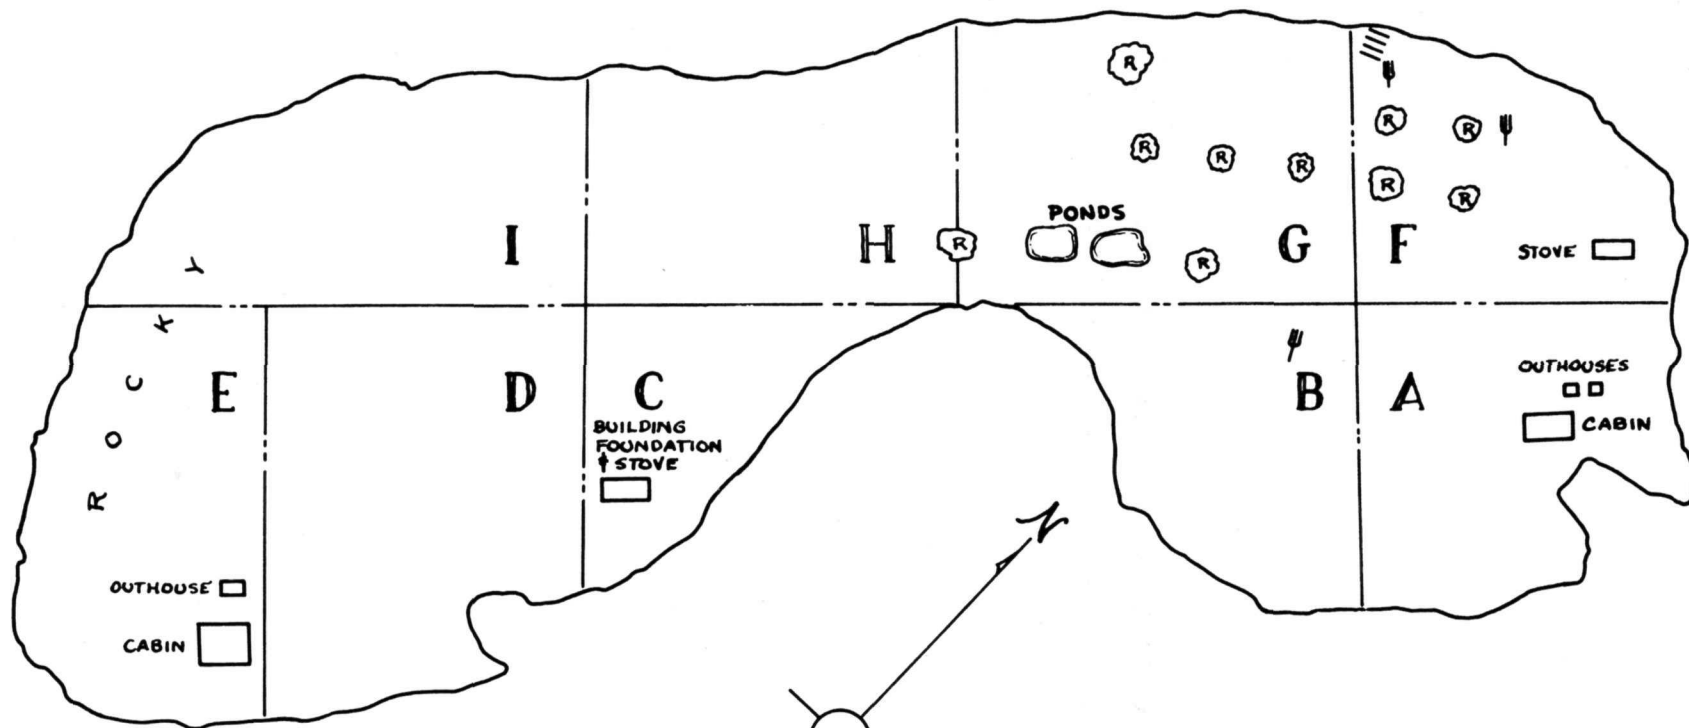 R
R
R
R
R
R
R
R
R
PONDS
I
H
R
G
F
R
STOVE
Y
K
C
O
R
E
D
C
B
A
OUTHOUSES
CABIN
BUILDING
FOUNDATION
& STOVE
N
OUTHOUSE
CABIN